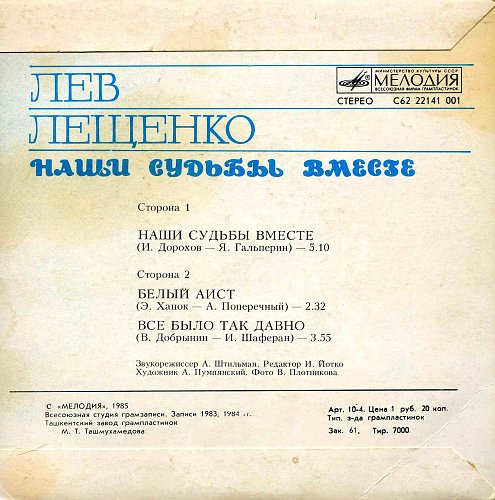 МИНИСТЕРСТВО КУЛЬТУРЫ СССР
МЕЛОДИЯ
ВСЕСОЮЗНАЯ ФИРМА ГРАМПЛАСТИНОК
СТЕРЕО С62 22141 001
ЛЕВ
ЛЕЩЕНКО
НАШИ СУДЬБЫ ВМЕСТЕ
Сторона 1
НАШИ СУДЬБЫ ВМЕСТЕ
(И. Дорохов — Я. Гальперин) — 5.10
Сторона 2
БЕЛЫЙ АИСТ
(Э. Ханок — А. Поперечный) — 2.32
ВСЕ БЫЛО ТАК ДАВНО
(В. Добрынин — И. Шаферан) — 3.55
Звукорежиссер А. Штильман. Редактор И. Йотко
Художник А. Пумпянский. Фото В. Плотникова
С «МЕЛОДИЯ», 1985
Всесоюзная студия грамзаписи. Записи 1983, 1984 гг.
Ташкентский завод грампластинок
М. Т. Ташмухамедова
Арт. 10-4. Цена 1 руб. 20 коп.
Тип. з-да грампластинок
Зак. 61, Тир. 7000